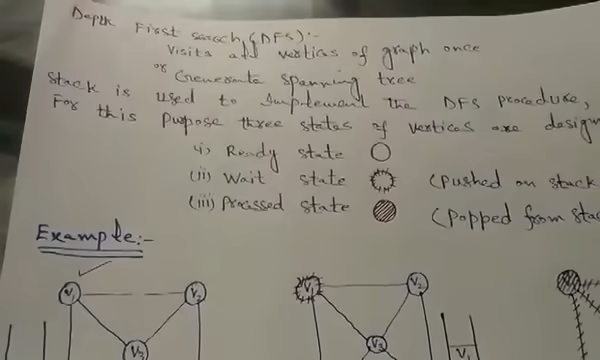 Depth First search, (DFS):-
Visits all vertices of graph once
or Generate spanning tree
Stack is used to Implement the DFS procedure,
For this purpose three states of vertices are design
(i) Ready state
(ii) Wait state (Pushed on stack
(iii) Processed state (Popped from stac
Example:-
V1 V2
V3
V1 V2
V3
V1